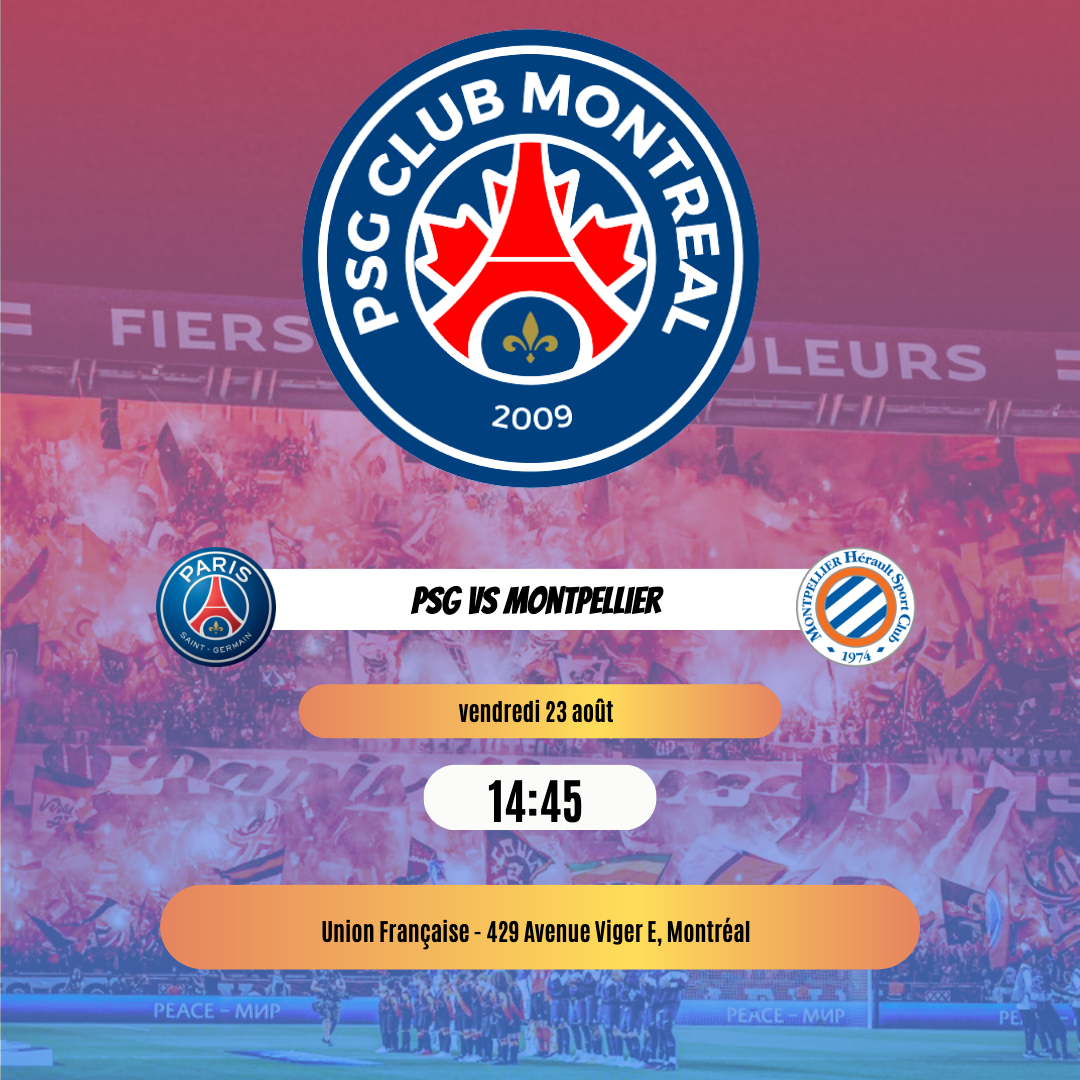 PSG CLUB MONTREAL
2009
FIERS
ULEURS
PARIS
SAINT-GERMAIN
PSG VS MONTPELLIER
MONTPELLIER Hérault Sport Club
1974
vendredi 23 août
14:45
Union Française - 429 Avenue Viger E, Montréal
PEACE – МИР
PEACE – МИР